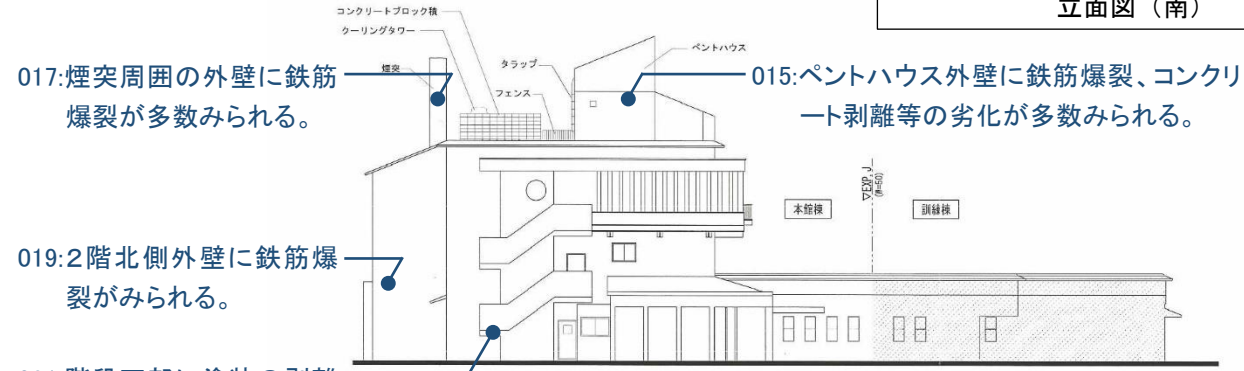 立面図（南）
コンクリートブロック積
クーリングタワー
煙突
タラップ
フェンス
ペントハウス
017:煙突周囲の外壁に鉄筋
爆裂が多数みられる。
015:ペントハウス外壁に鉄筋爆裂、コンクリ
ート剥離等の劣化が多数みられる。
▽EXP.J
(@=50)
本館棟
訓練棟
019:２階北側外壁に鉄筋爆
裂がみられる。